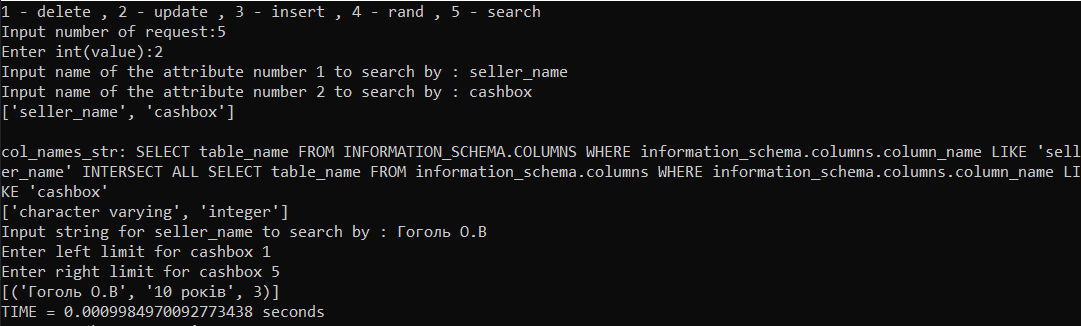 1 - delete , 2 - update , 3 - insert , 4 - rand , 5 - search
Input number of request:5
Enter int(value):2
Input name of the attribute number 1 to search by : seller_name
Input name of the attribute number 2 to search by : cashbox
['seller_name', 'cashbox']
col_names_str: SELECT table_name FROM INFORMATION_SCHEMA.COLUMNS WHERE information_schema.columns.column_name LIKE 'sell
er_name' INTERSECT ALL SELECT table_name FROM information_schema.columns WHERE information_schema.columns.column_name LI
KE 'cashbox'
['character varying', 'integer']
Input string for seller_name to search by : Гоголь О.В
Enter left limit for cashbox 1
Enter right limit for cashbox 5
[('Гоголь О.В', '10 років', 3)]
TIME = 0.0009984970092773438 seconds